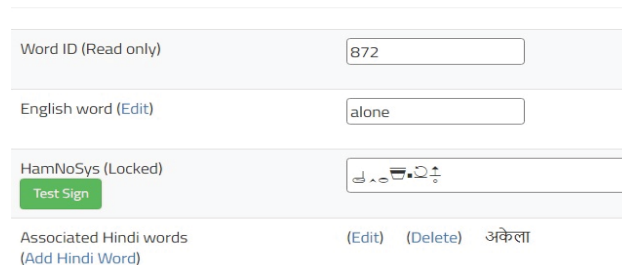 Word ID (Read only) 872
English word (Edit) alone
HamNoSys (Locked)
Test Sign
Associated Hindi words (Edit) (Delete) अकेला
(Add Hindi Word)